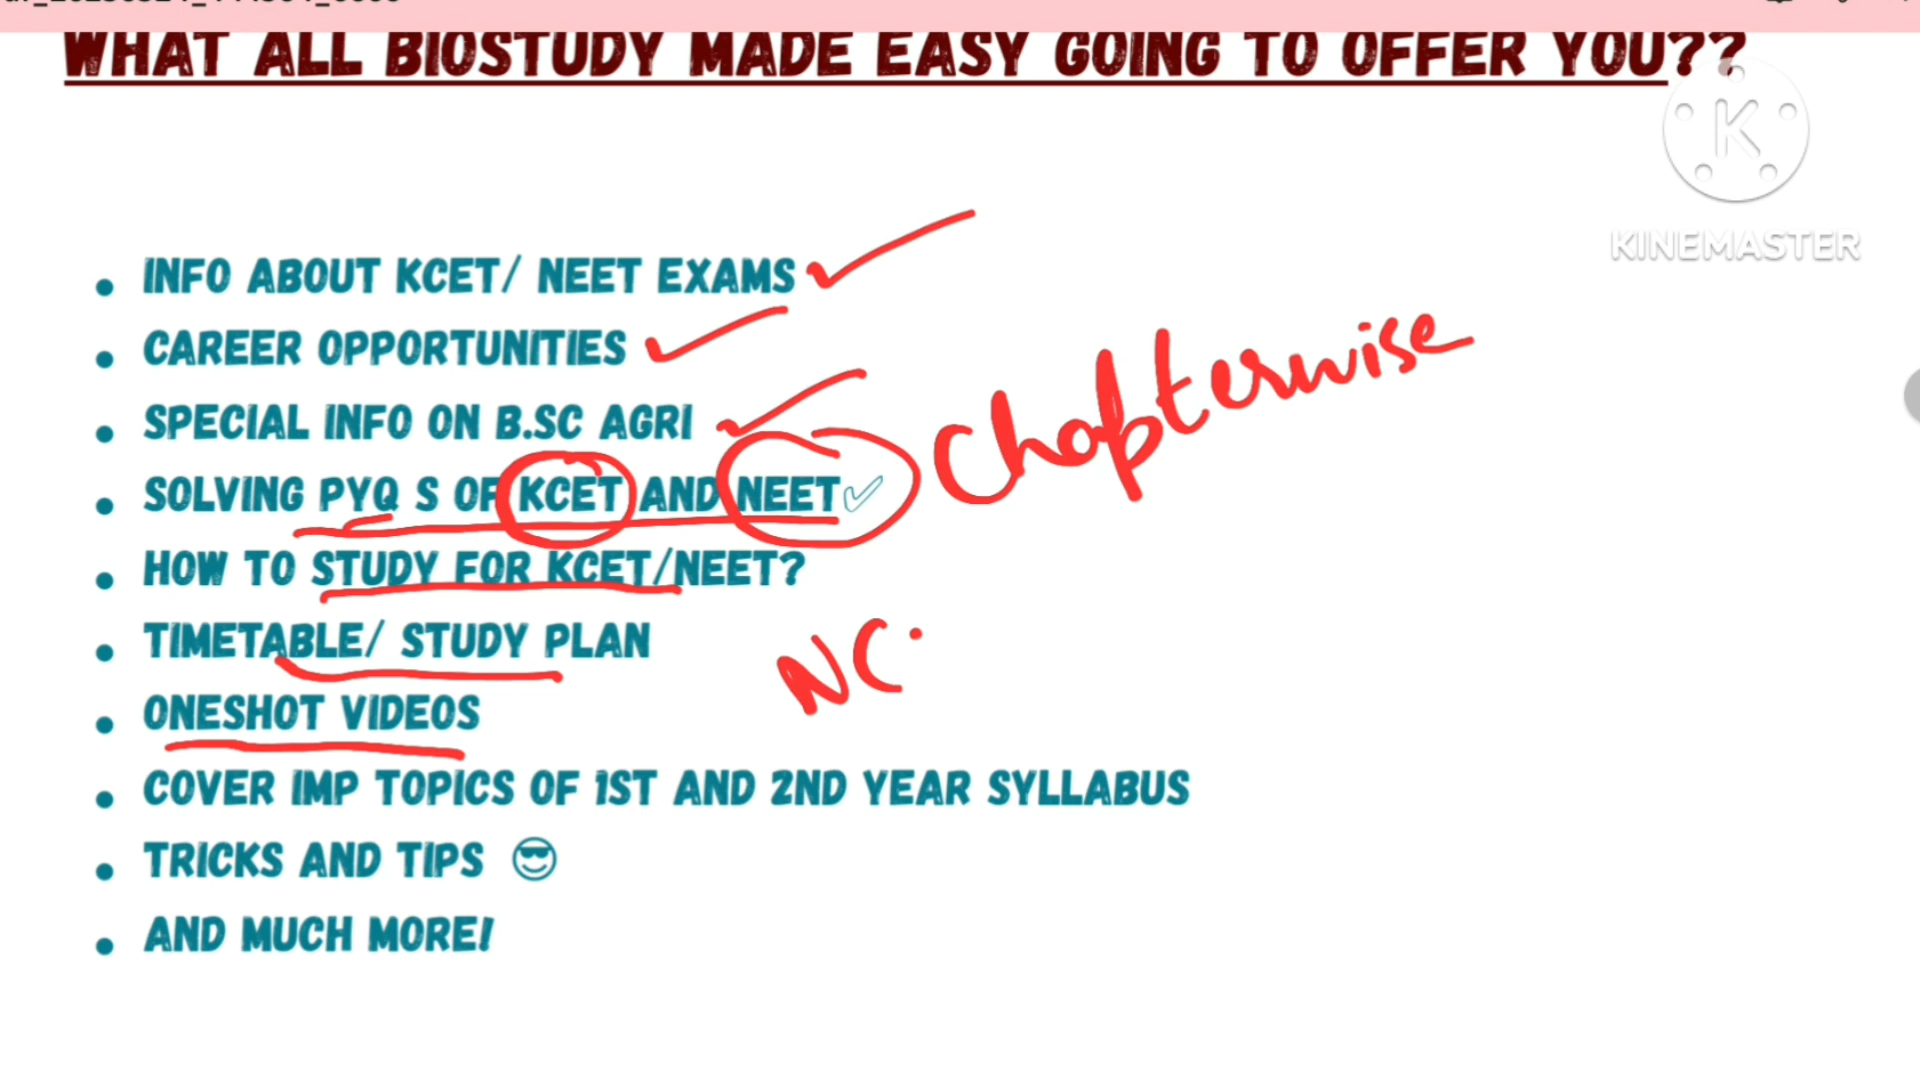 WHAT ALL BIOSTUDY MADE EASY GOING TO OFFER YOU??
K
KINEMASTER
• INFO ABOUT KCET/ NEET EXAMS
• CAREER OPPORTUNITIES
• SPECIAL INFO ON B.SC AGRI
• SOLVING PYQ S OF KCET AND NEET✓
Chapterwise
• HOW TO STUDY FOR KCET/NEET?
• TIMETABLE/ STUDY PLAN
NC
• ONESHOT VIDEOS
• COVER IMP TOPICS OF 1ST AND 2ND YEAR SYLLABUS
• TRICKS AND TIPS 😎
• AND MUCH MORE!